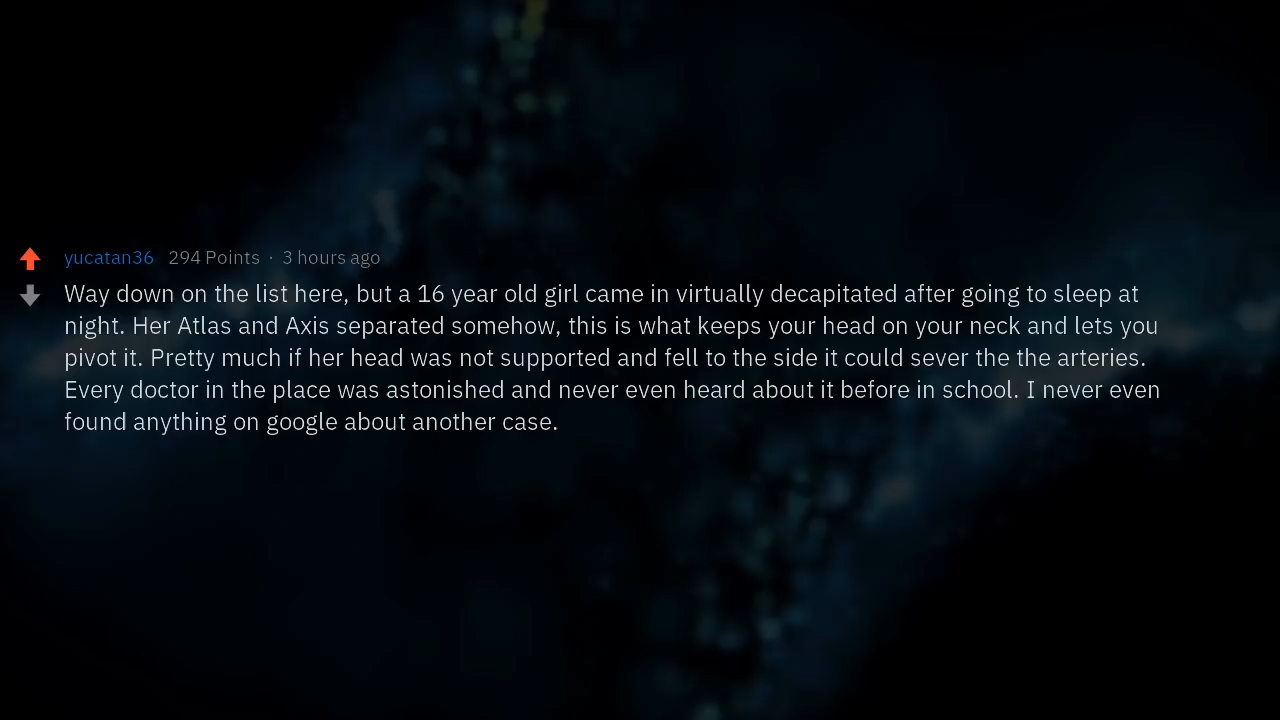 yucatan36 294 Points · 3 hours ago
Way down on the list here, but a 16 year old girl came in virtually decapitated after going to sleep at
night. Her Atlas and Axis separated somehow, this is what keeps your head on your neck and lets you
pivot it. Pretty much if her head was not supported and fell to the side it could sever the the arteries.
Every doctor in the place was astonished and never even heard about it before in school. I never even
found anything on google about another case.